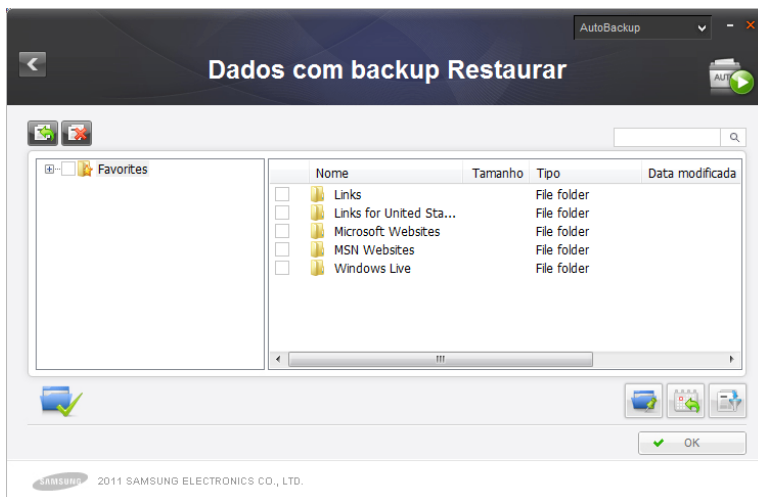 AutoBackup
Dados com backup Restaurar
AUTO
Favorites
Nome Tamanho Tipo Data modificada
Links File folder
Links for United Sta... File folder
Microsoft Websites File folder
MSN Websites File folder
Windows Live File folder
OK
SAMSUNG 2011 SAMSUNG ELECTRONICS CO., LTD.